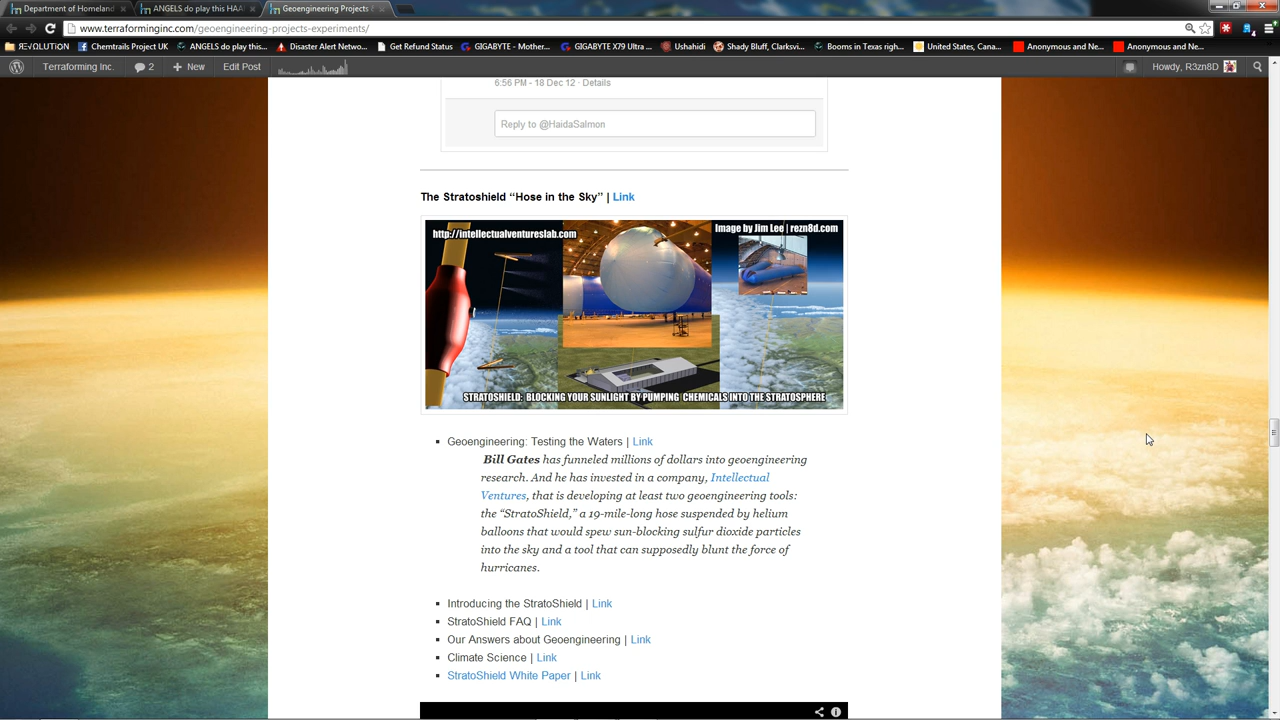 Department of Homeland
ANGELS do play this HAA
Geoengineering Projects &
www.terraforminginc.com/geoengineering-projects-experiments/
ЯƎVΩLUTiON
Chemtrails Project UK
ANGELS do play this...
Disaster Alert Netwo...
Get Refund Status
GIGABYTE - Mother...
GIGABYTE X79 Ultra ...
Ushahidi
Shady Bluff, Clarksvi...
Booms in Texas righ...
United States, Cana...
Anonymous and Ne...
Anonymous and Ne...
Terraforming Inc.
2
New
Edit Post
Howdy, R3zn8D
6:56 PM - 18 Dec 12 · Details
Reply to @HaidaSalmon
The Stratoshield “Hose in the Sky” | Link
http://intellectualventureslab.com
Image by Jim Lee | rezn8d.com
STRATOSHIELD: BLOCKING YOUR SUNLIGHT BY PUMPING CHEMICALS INTO THE STRATOSPHERE
Geoengineering: Testing the Waters | Link
Bill Gates has funneled millions of dollars into geoengineering
research. And he has invested in a company, Intellectual
Ventures, that is developing at least two geoengineering tools:
the “StratoShield,” a 19-mile-long hose suspended by helium
balloons that would spew sun-blocking sulfur dioxide particles
into the sky and a tool that can supposedly blunt the force of
hurricanes.
Introducing the StratoShield | Link
StratoShield FAQ | Link
Our Answers about Geoengineering | Link
Climate Science | Link
StratoShield White Paper | Link